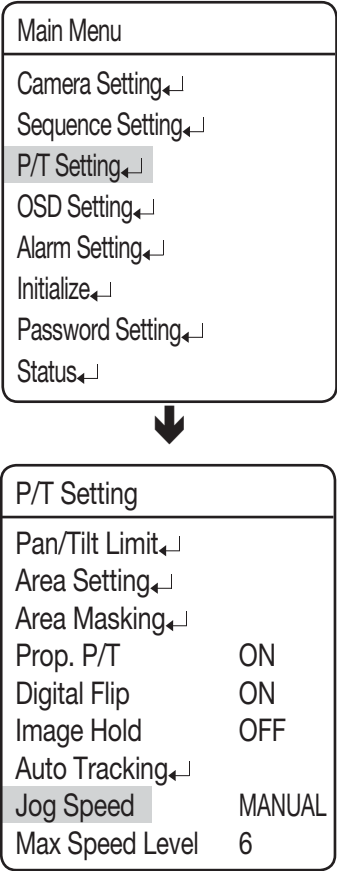 Main Menu
Camera Setting↵
Sequence Setting↵
P/T Setting↵
OSD Setting↵
Alarm Setting↵
Initialize↵
Password Setting↵
Status↵
P/T Setting
Pan/Tilt Limit↵
Area Setting↵
Area Masking↵
Prop. P/T ON
Digital Flip ON
Image Hold OFF
Auto Tracking↵
Jog Speed MANUAL
Max Speed Level 6